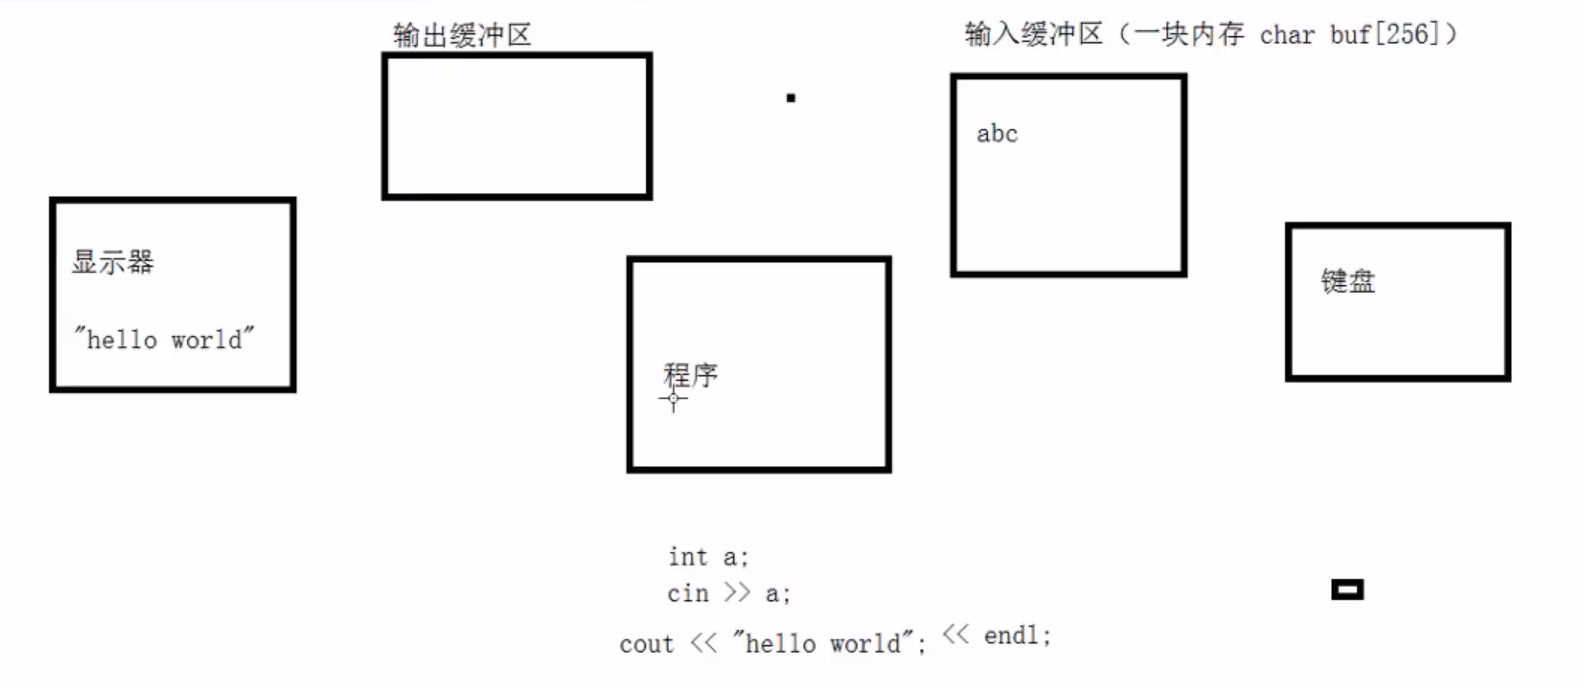 输出缓冲区
输入缓冲区（一块内存 char buf[256]）
abc
显示器
"hello world"
键盘
程序
int a;
cin >> a;
cout << "hello world"; << endl;